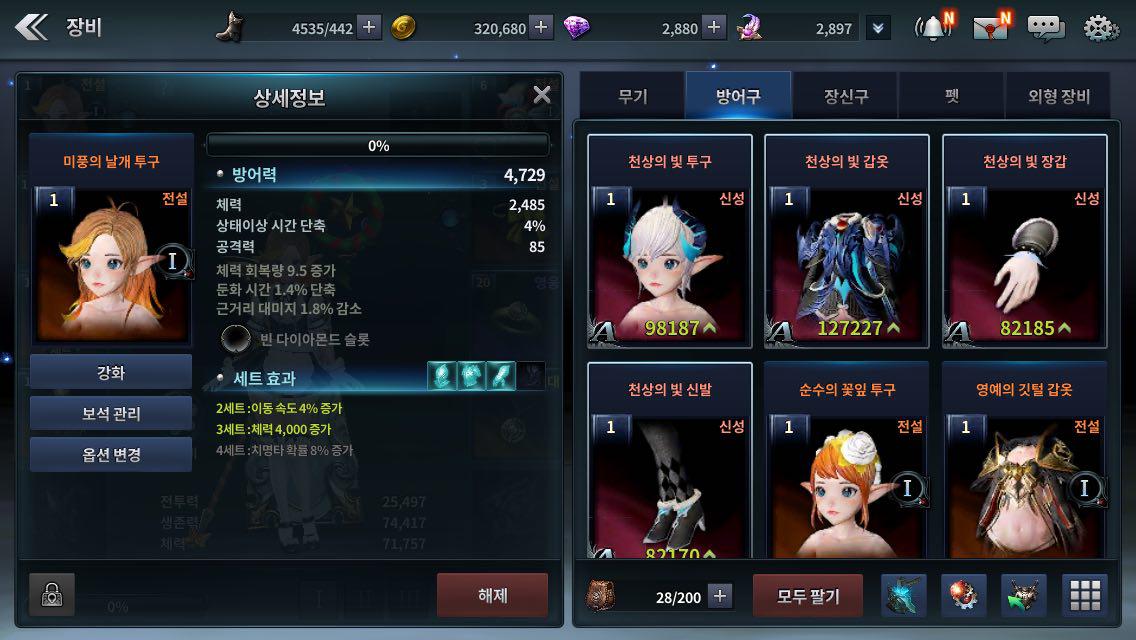 장비
4535/442
320,680
2,880
2,897
N
N
상세정보
미풍의 날개 투구
1
전설
I
강화
보석 관리
옵션 변경
0%
방어력 4,729
체력 2,485
상태이상 시간 단축 4%
공격력 85
체력 회복량 9.5 증가
둔화 시간 1.4% 단축
근거리 대미지 1.8% 감소
빈 다이아몬드 슬롯
세트 효과
2세트 : 이동 속도 4% 증가
3세트 : 체력 4,000 증가
4세트 : 치명타 확률 8% 증가
전투력 25,497
생존력 74,417
체력 71,757
0%
해제
무기
방어구
장신구
펫
외형 장비
천상의 빛 투구
1
신성
A
98187
천상의 빛 갑옷
1
신성
A
127227
천상의 빛 장갑
1
신성
A
82185
천상의 빛 신발
1
신성
A
82170
순수의 꽃잎 투구
1
전설
I
영예의 깃털 갑옷
1
전설
I
28/200
모두 팔기